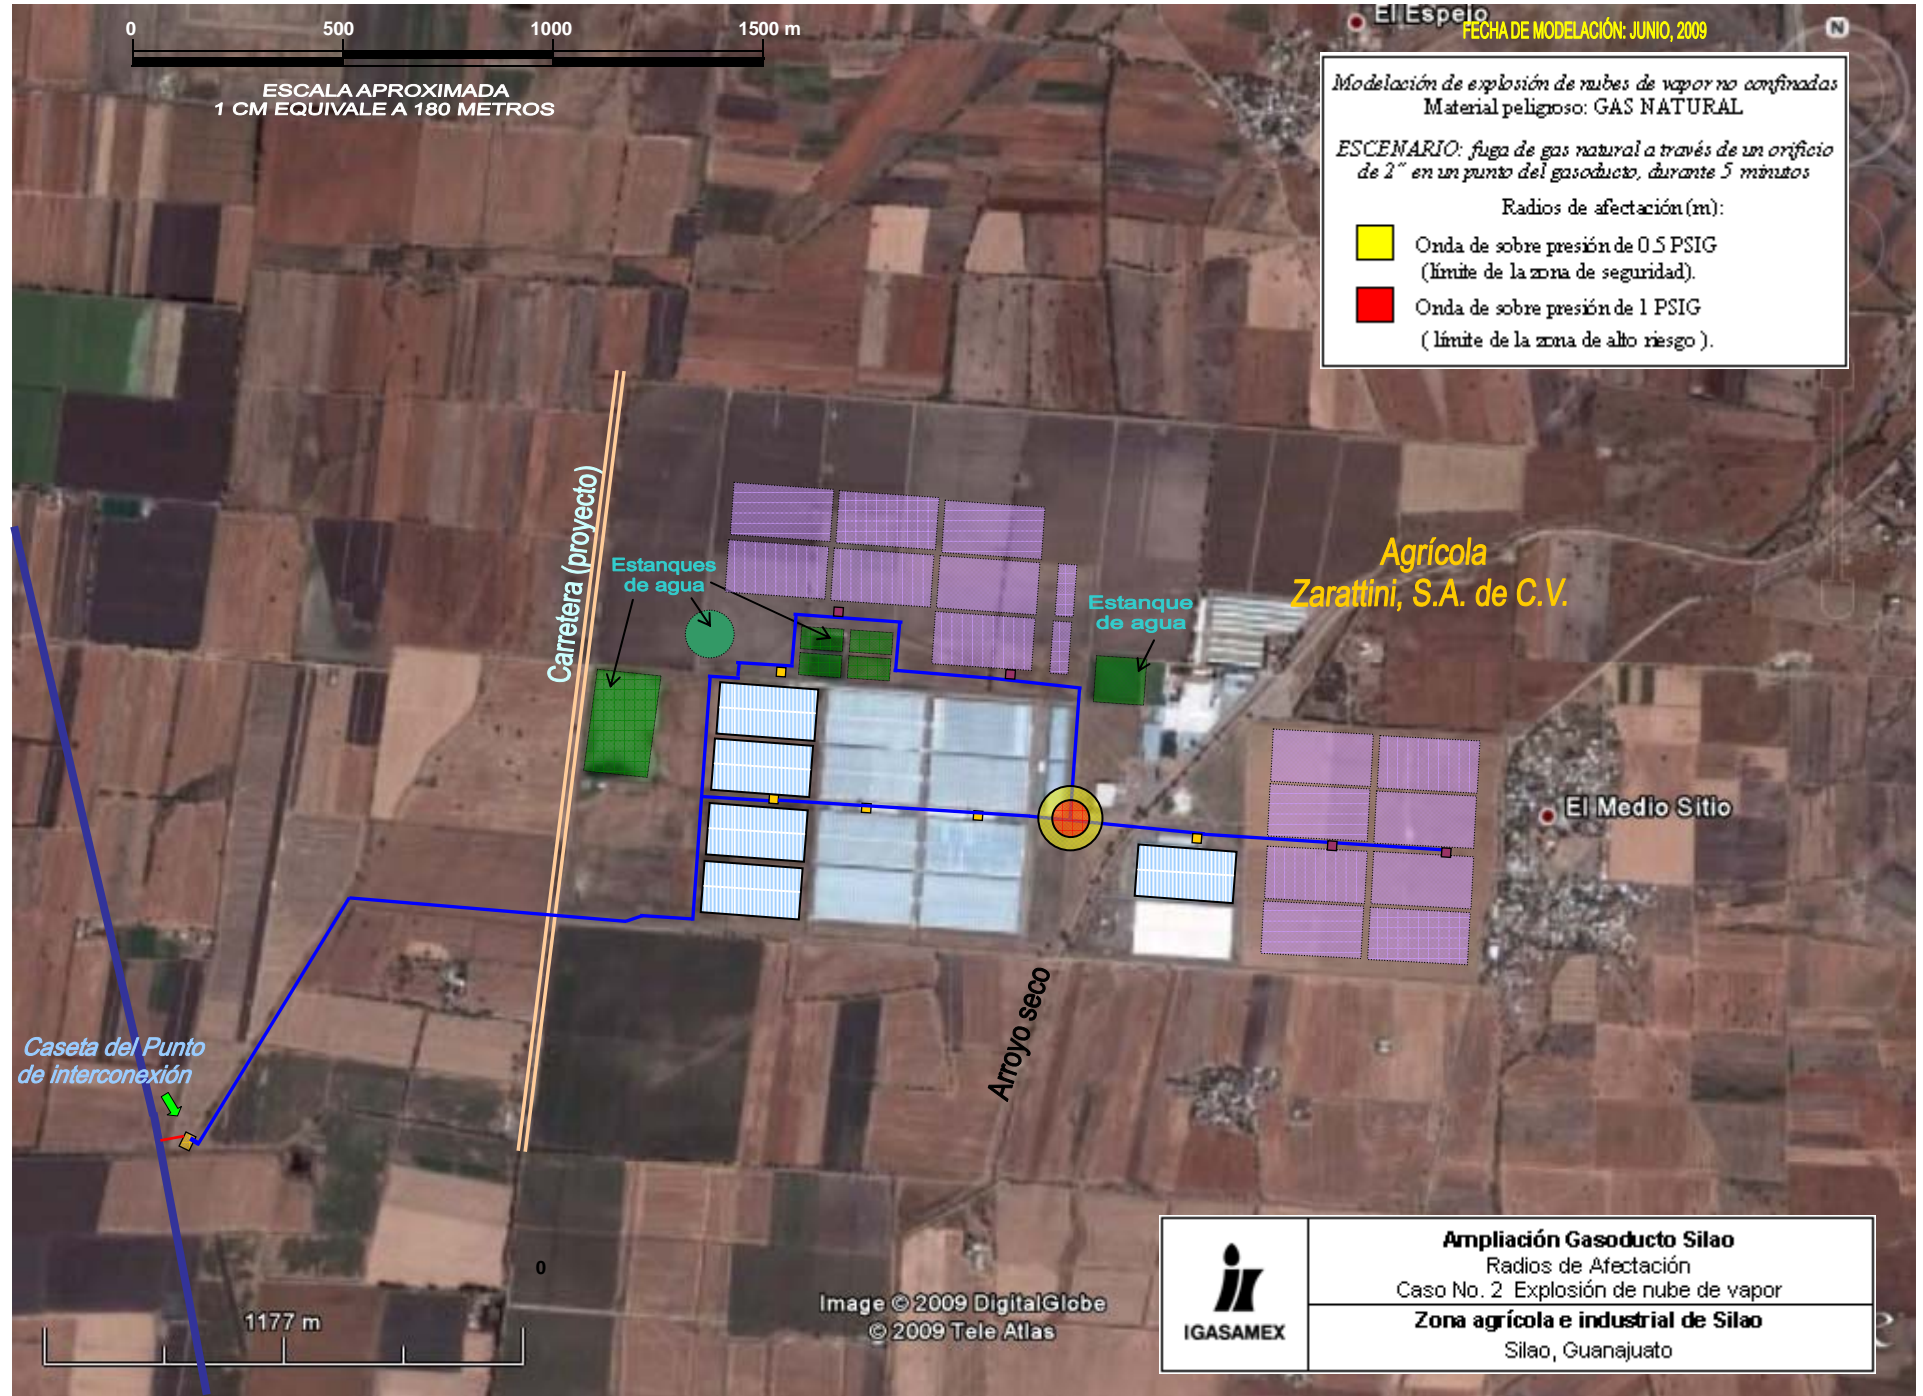 0 500 1000 1500 m
ESCALA APROXIMADA
1 CM EQUIVALE A 180 METROS
El Espejo
FECHA DE MODELACIÓN: JUNIO, 2009
N
Modelación de explosión de nubes de vapor no confinadas
Material peligroso: GAS NATURAL
ESCENARIO: fuga de gas natural a través de un orificio
de 2" en un punto del gasoducto, durante 5 minutos
Radios de afectación (m):
Onda de sobre presión de 0.5 PSIG
(límite de la zona de seguridad).
Onda de sobre presión de 1 PSIG
( límite de la zona de alto riesgo ).
Carretera (proyecto)
Estanques
de agua
Estanque
de agua
Agrícola
Zarattini, S.A. de C.V.
El Medio Sitio
Arroyo seco
Caseta del Punto
de interconexión
0
1177 m
Image © 2009 DigitalGlobe
© 2009 Tele Atlas
IGASAMEX
Ampliación Gasoducto Silao
Radios de Afectación
Caso No. 2 Explosión de nube de vapor
Zona agrícola e industrial de Silao
Silao, Guanajuato